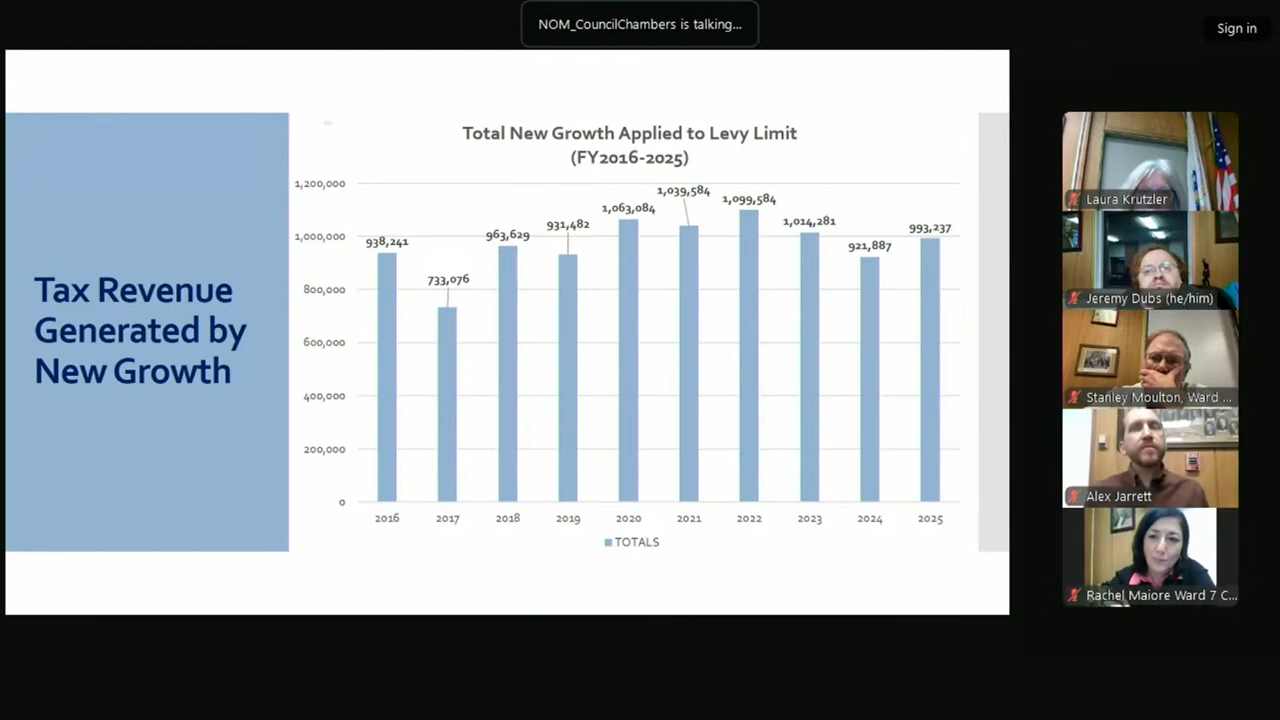 NOM_CouncilChambers is talking...
Sign in
Tax Revenue
Generated by
New Growth
Total New Growth Applied to Levy Limit
(FY2016-2025)
1,200,000
1,000,000
800,000
600,000
400,000
200,000
0
938,241
733,076
963,629
931,482
1,063,084
1,039,584
1,099,584
1,014,281
921,887
993,237
2016 2017 2018 2019 2020 2021 2022 2023 2024 2025
TOTALS
Laura Krutzler
Jeremy Dubs (he/him)
Stanley Moulton, Ward ...
Alex Jarrett
Rachel Maiore Ward 7 C...